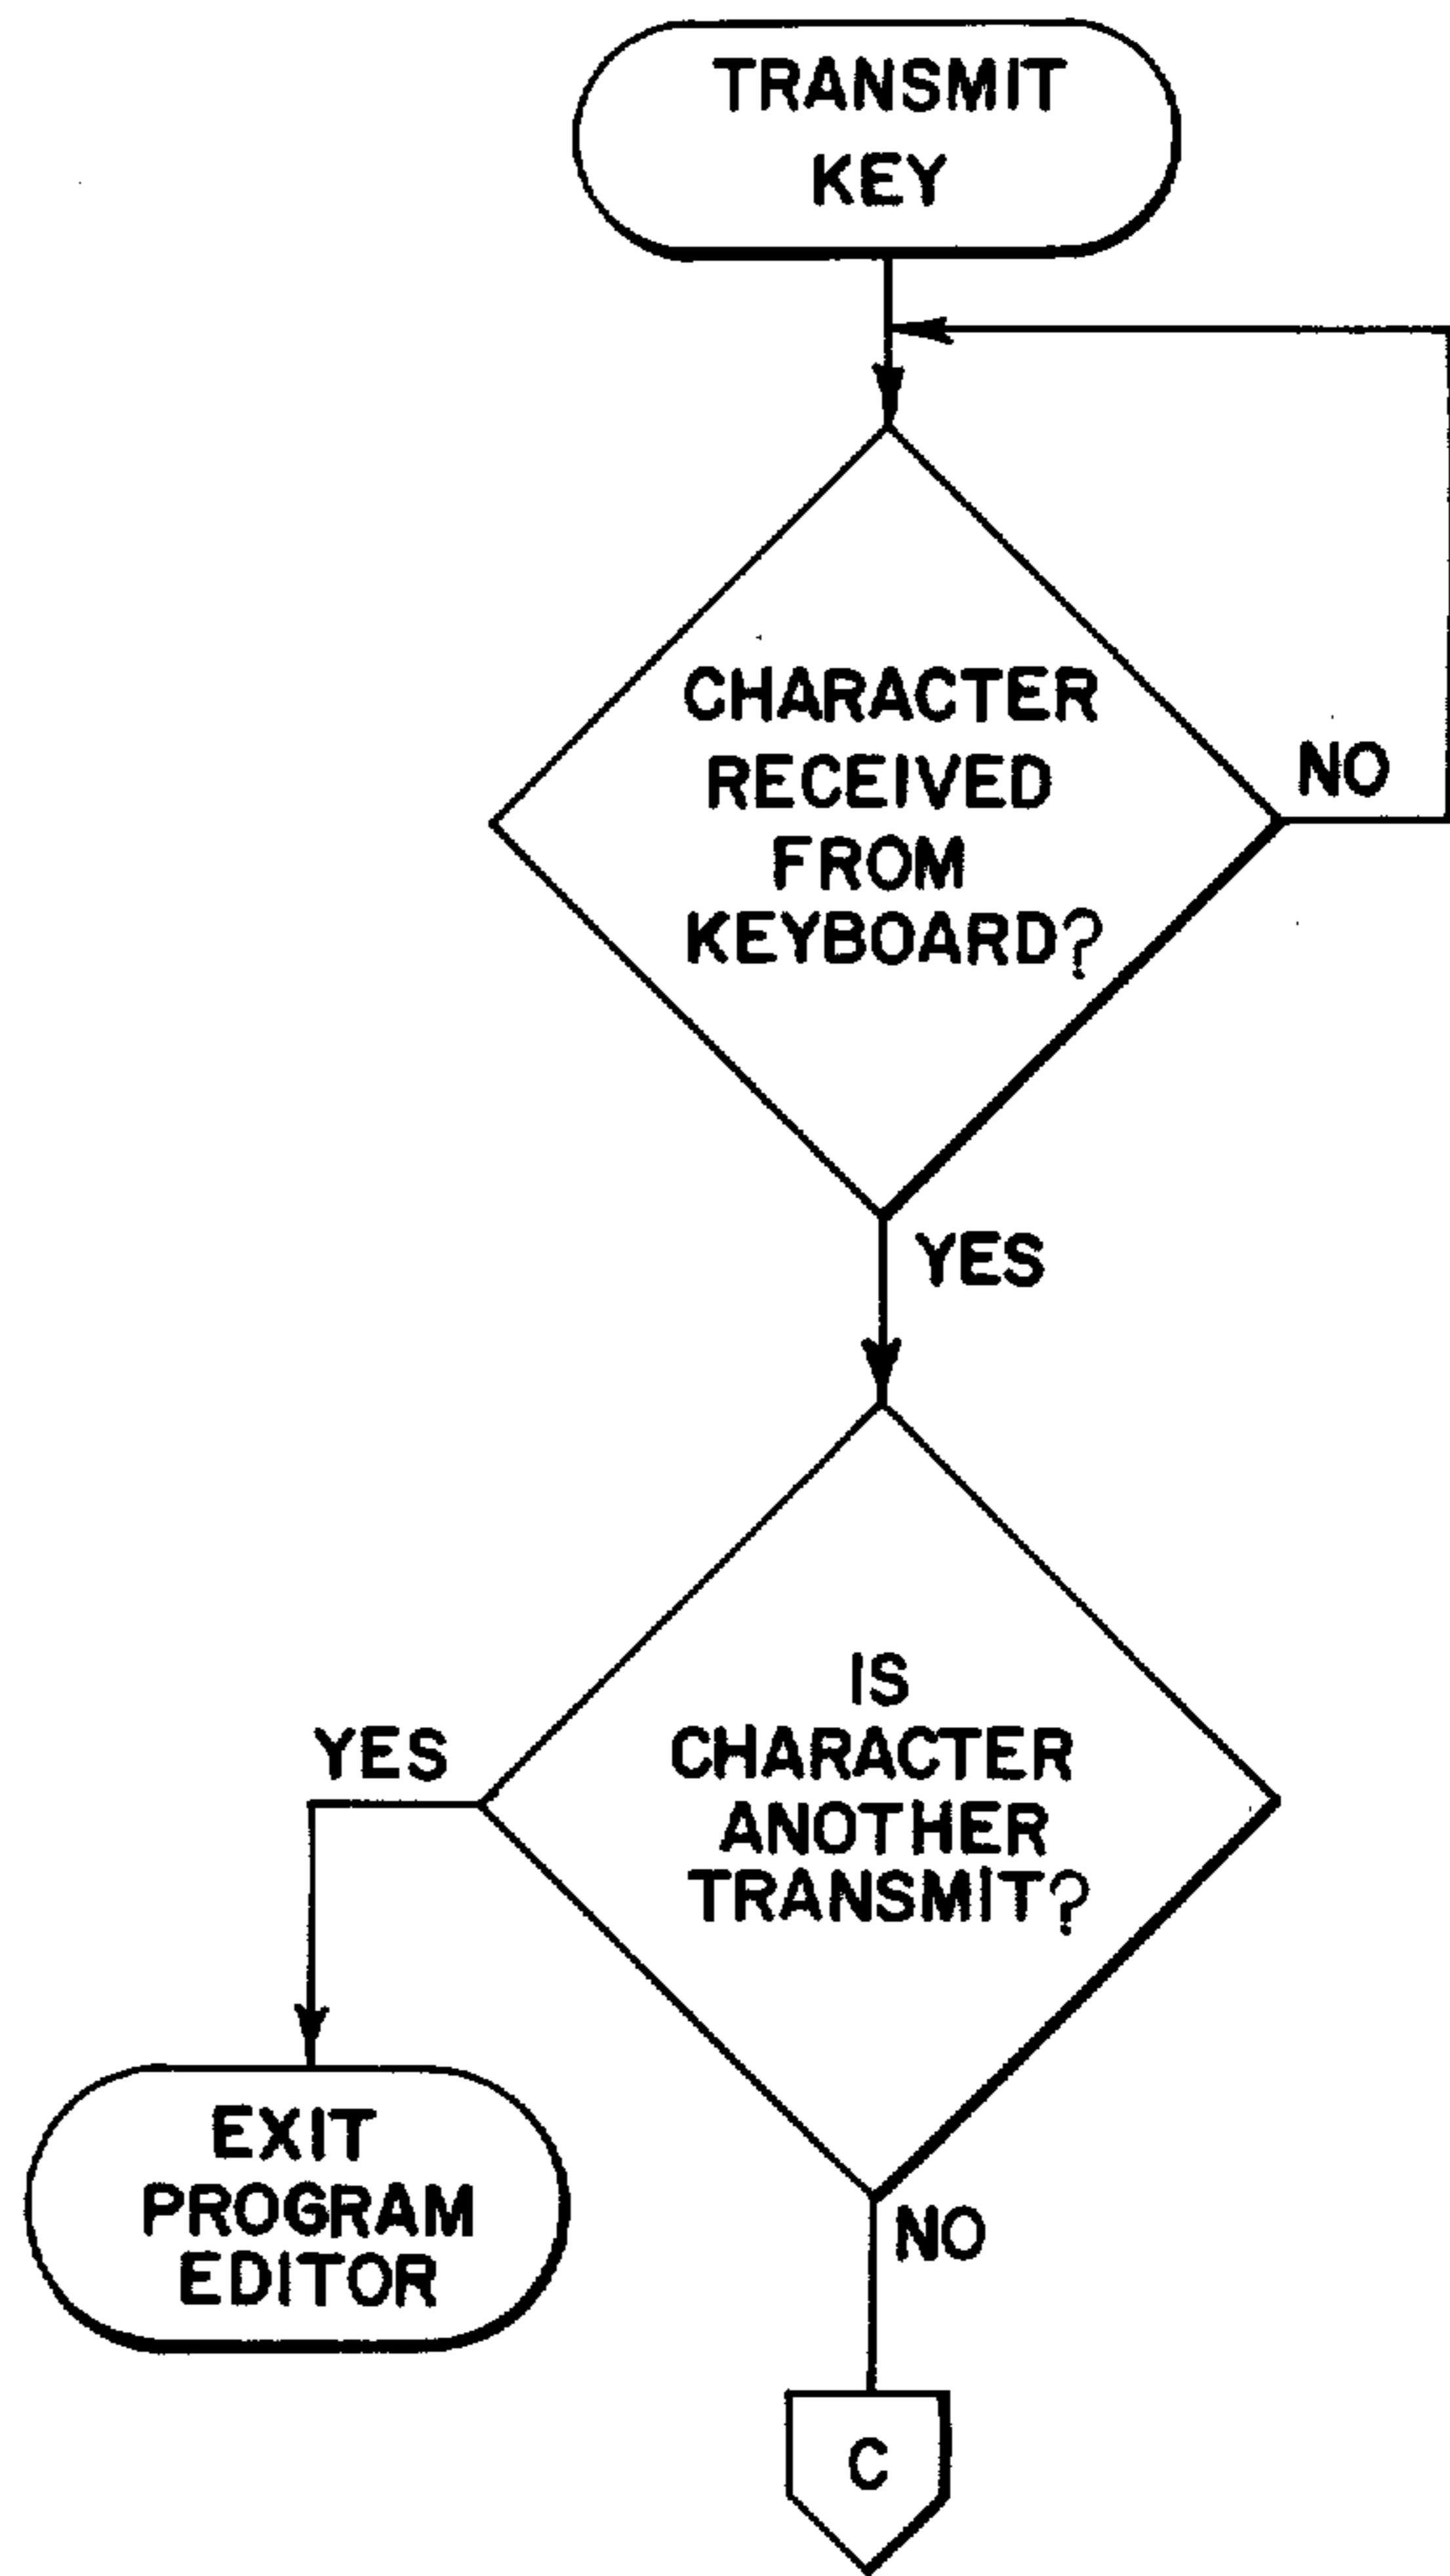 TRANSMIT
KEY
CHARACTER
RECEIVED
FROM
KEYBOARD?
NO
YES
IS
CHARACTER
ANOTHER
TRANSMIT?
YES
EXIT
PROGRAM
EDITOR
NO
C